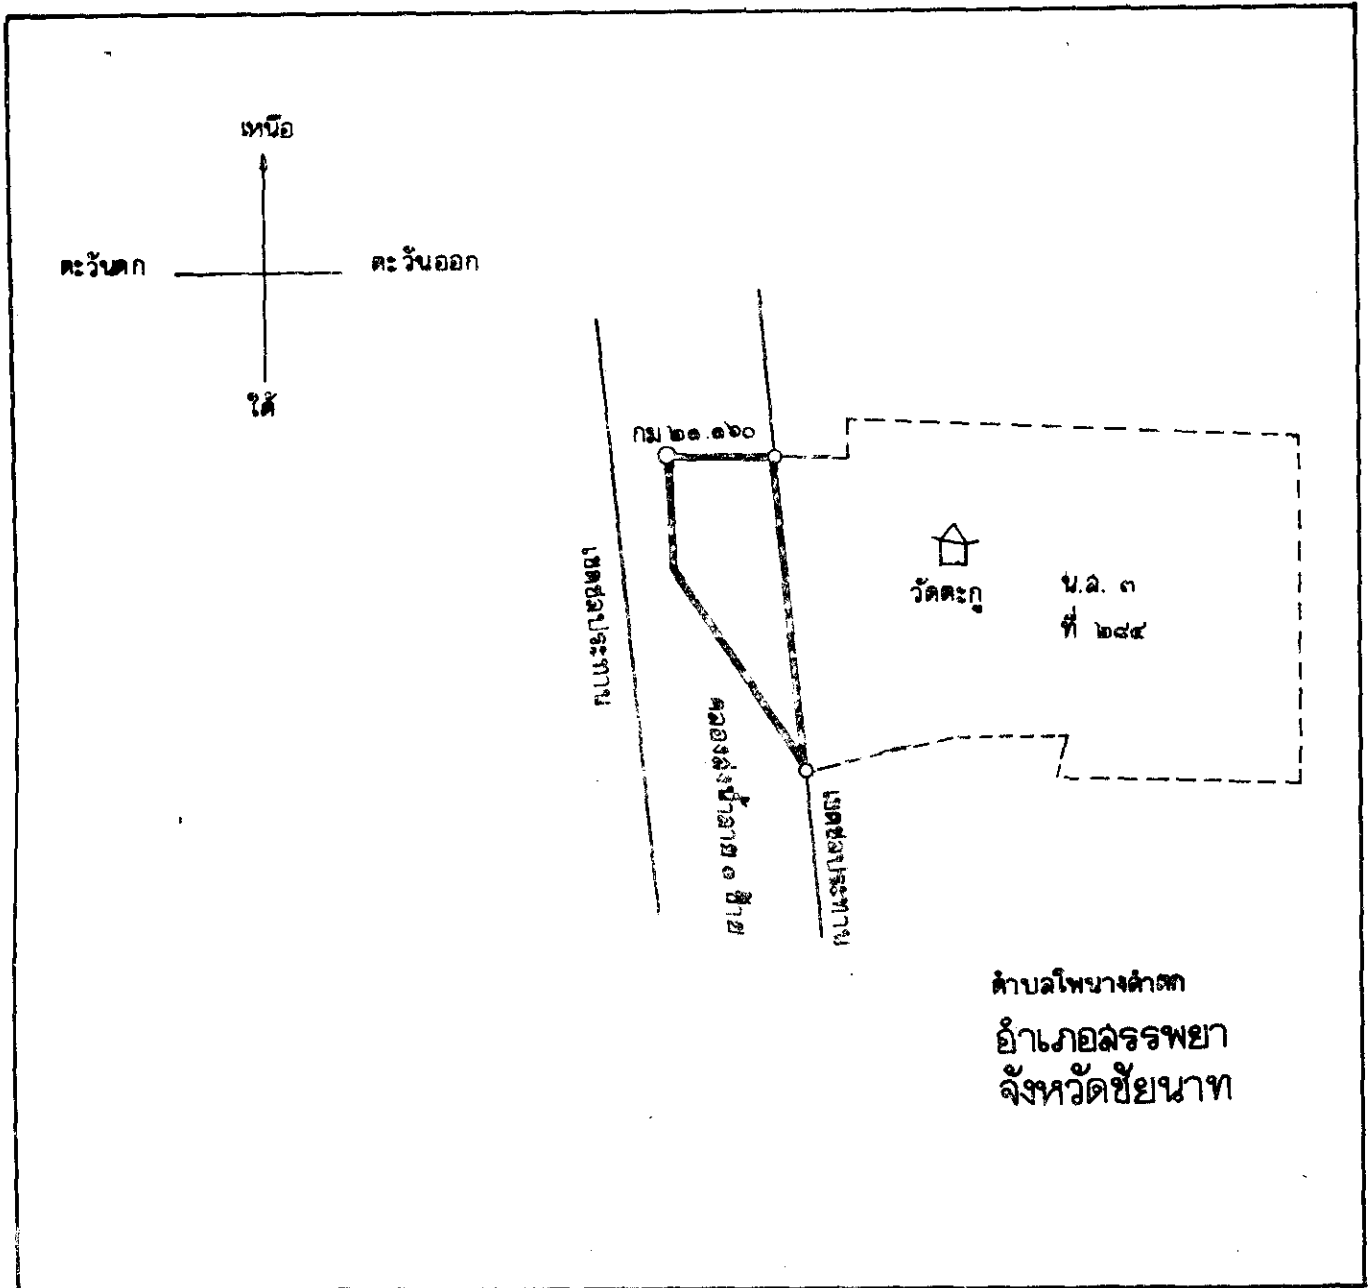 เหนือ
ตะวันตก
ตะวันออก
ใต้
กม ๒๑.๑๖๐
วัดตะกู
น.ส. ๓
ที่ ๒๘๔
เขตชลประทาน
คลองส่งน้ำสาย ๑ ซ้าย
เขตชลประทาน
ตำบลโพนางดำตก
อำเภอสรรพยา
จังหวัดชัยนาท